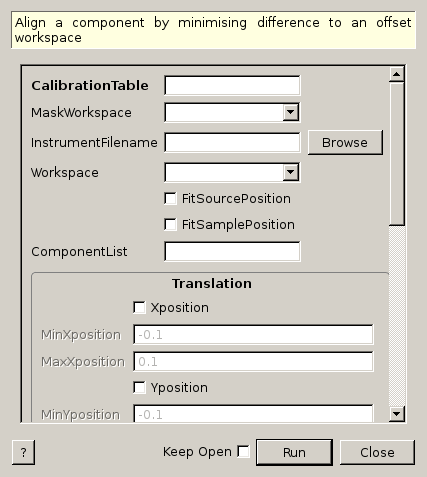 Align a component by minimising difference to an offset
workspace
CalibrationTable
MaskWorkspace
InstrumentFilename Browse
Workspace
FitSourcePosition
FitSamplePosition
ComponentList
Translation
Xposition
MinXposition -0.1
MaxXposition 0.1
Yposition
MinYposition -0.1
? Keep Open Run Close